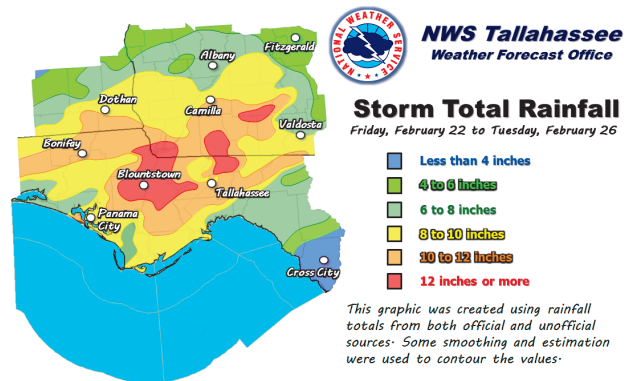 NWS Tallahassee
Weather Forecast Office
NATIONAL WEATHER SERVICE
Storm Total Rainfall
Friday, February 22 to Tuesday, February 26
Less than 4 inches
4 to 6 inches
6 to 8 inches
8 to 10 inches
10 to 12 inches
12 inches or more
This graphic was created using rainfall
totals from both official and unofficial
sources. Some smoothing and estimation
were used to contour the values.
Fitzgerald
Albany
Dothan
Camilla
Valdosta
Bonifay
Blountstown
Tallahassee
Panama
City
Cross City